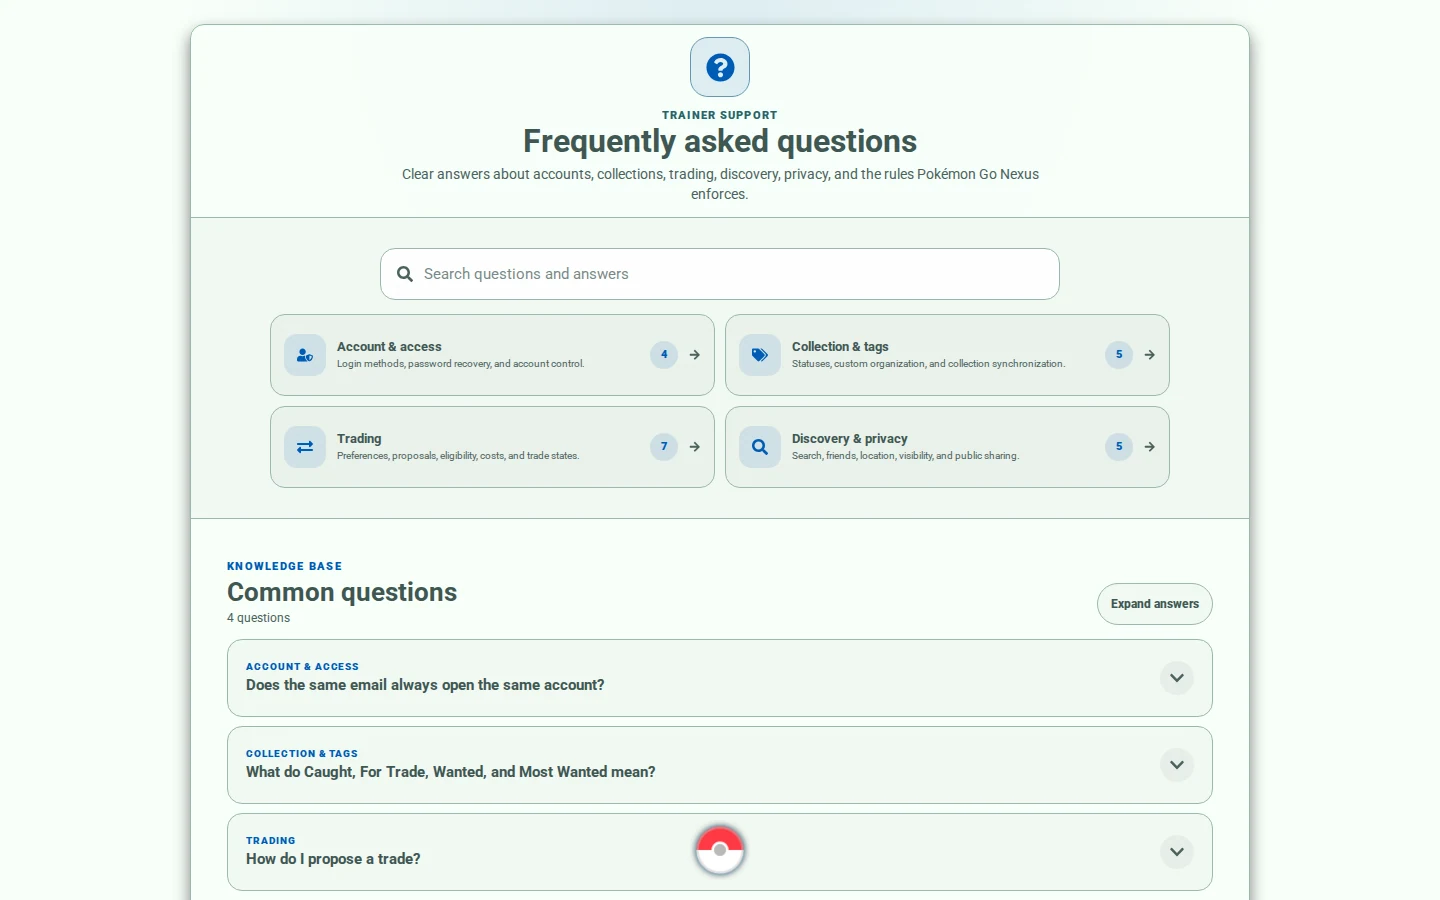 TRAINER SUPPORT
Frequently asked questions
Clear answers about accounts, collections, trading, discovery, privacy, and the rules Pokémon Go Nexus
enforces.
Search questions and answers
Account & access
Login methods, password recovery, and account control.
4
Collection & tags
Statuses, custom organization, and collection synchronization.
5
Trading
Preferences, proposals, eligibility, costs, and trade states.
7
Discovery & privacy
Search, friends, location, visibility, and public sharing.
5
KNOWLEDGE BASE
Common questions
4 questions
Expand answers
ACCOUNT & ACCESS
Does the same email always open the same account?
COLLECTION & TAGS
What do Caught, For Trade, Wanted, and Most Wanted mean?
TRADING
How do I propose a trade?